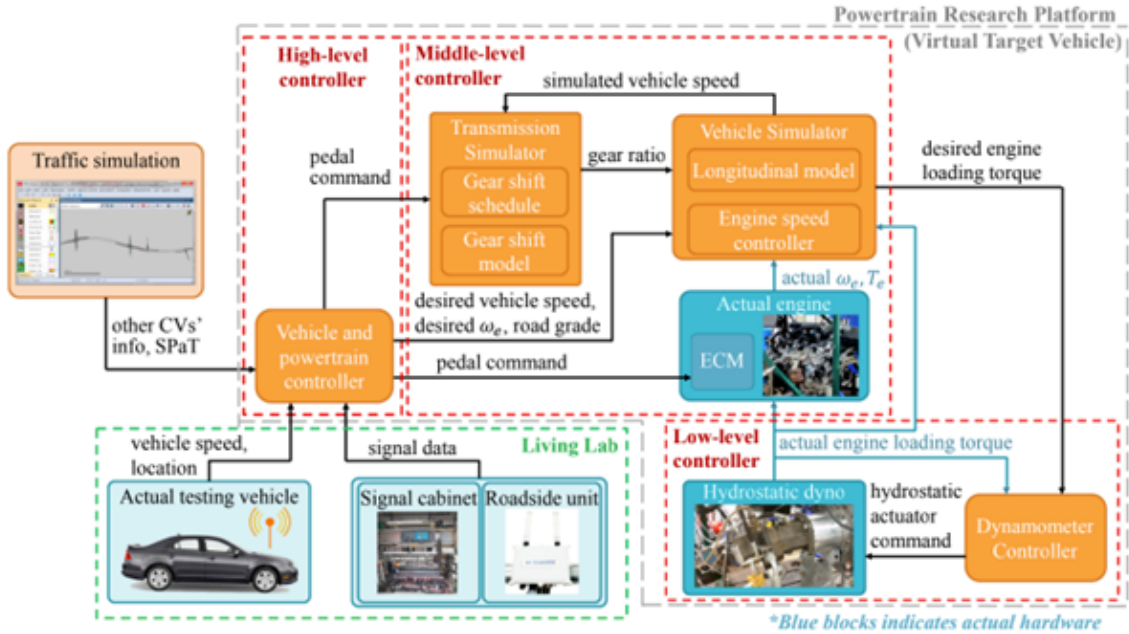 Powertrain Research Platform
(Virtual Target Vehicle)
High-level
controller
Middle-level
controller
simulated vehicle speed
Traffic simulation
pedal
command
Transmission
Simulator
Gear shift
schedule
Gear shift
model
gear ratio
Vehicle Simulator
Longitudinal model
Engine speed
controller
desired engine
loading torque
other CVs'
info, SPaT
Vehicle and
powertrain
controller
desired vehicle speed,
desired ωₑ, road grade
pedal command
actual ωₑ, Tₑ
Actual engine
ECM
vehicle speed,
location
signal data
Living Lab
Actual testing vehicle
Signal cabinet
Roadside unit
Low-level
controller
actual engine loading torque
Hydrostatic dyno
hydrostatic
actuator
command
Dynamometer
Controller
*Blue blocks indicates actual hardware